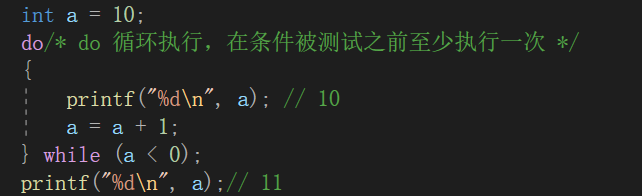 int a = 10;
do/* do 循环执行，在条件被测试之前至少执行一次 */
{
printf("%d\n", a); // 10
a = a + 1;
} while (a < 0);
printf("%d\n", a);// 11